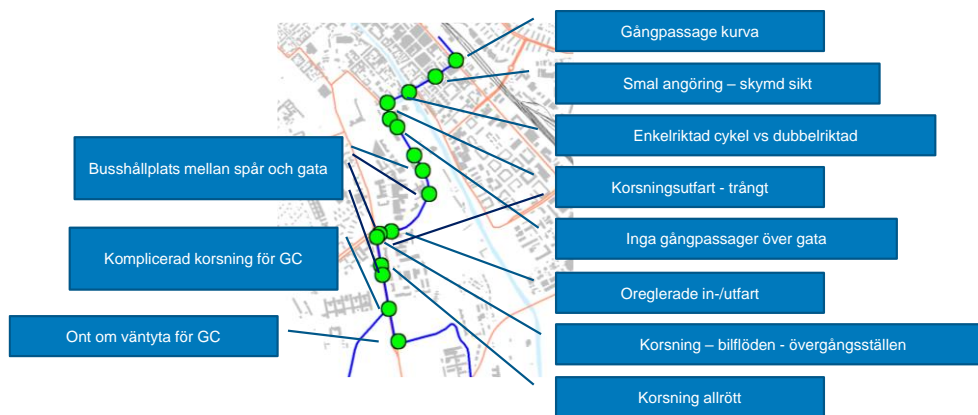 Gångpassage kurva
Smal angöring – skymd sikt
Enkelriktad cykel vs dubbelriktad
Busshållplats mellan spår och gata
Korsningsutfart - trångt
Inga gångpassager över gata
Komplicerad korsning för GC
Oreglerade in-/utfart
Ont om väntyta för GC
Korsning – bilflöden - övergångsställen
Korsning allrött